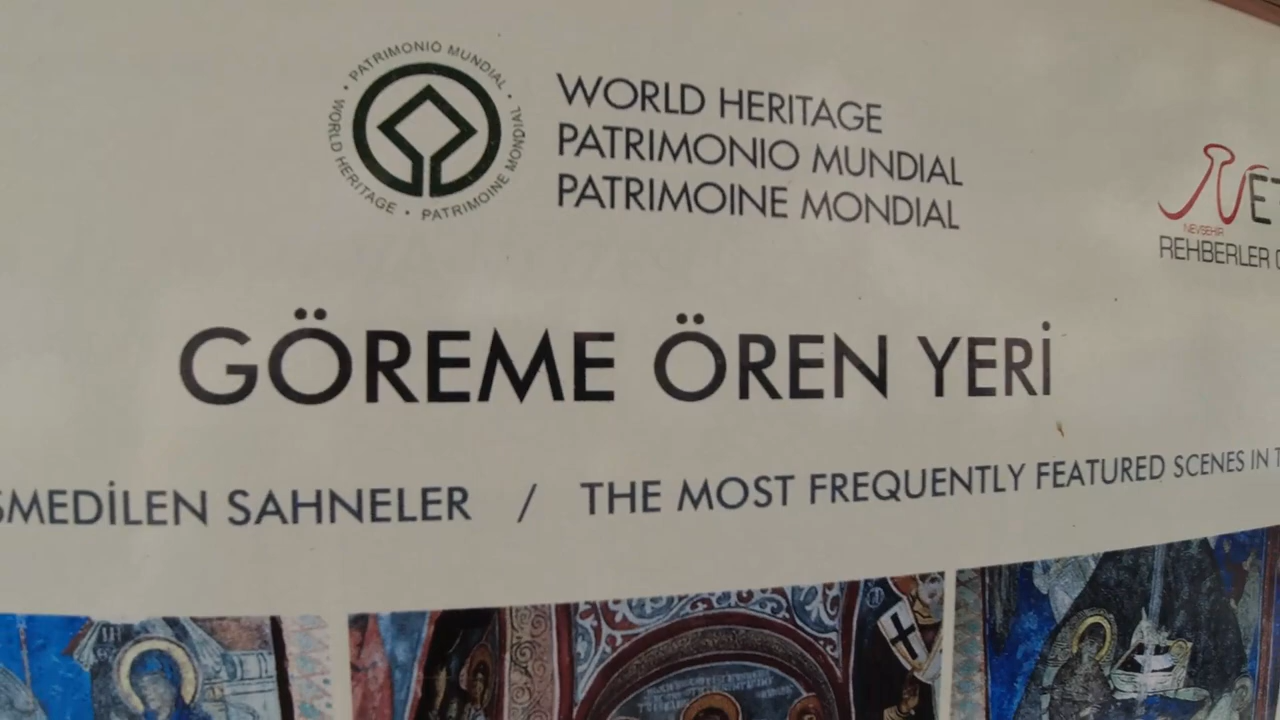 PATRIMONIO MUNDIAL • WORLD HERITAGE • PATRIMOINE MONDIAL •
WORLD HERITAGE
PATRIMONIO MUNDIAL
PATRIMOINE MONDIAL
NEVŞEHİR
REHBERLER
GÖREME ÖREN YERİ
SMEDİLEN SAHNELER / THE MOST FREQUENTLY FEATURED SCENES IN